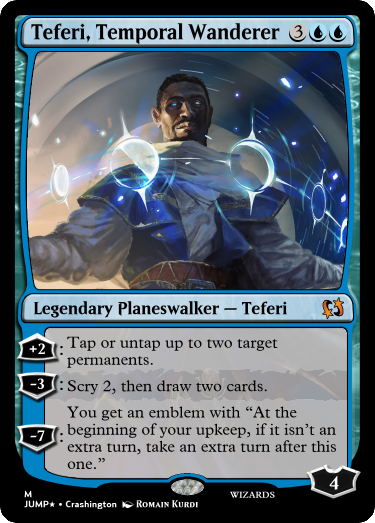 Teferi, Temporal Wanderer 3
Legendary Planeswalker — Teferi
+2: Tap or untap up to two target
permanents.
-3: Scry 2, then draw two cards.
-7: You get an emblem with “At the
beginning of your upkeep, if it isn't an
extra turn, take an extra turn after this
one.”
4
M
JUMP★ • Crashington ROMAIN KURDI
WIZARDS